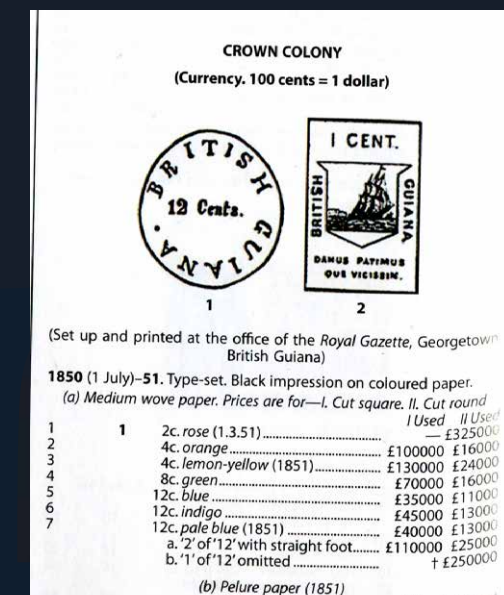 CROWN COLONY
(Currency. 100 cents = 1 dollar)
BRITISH GUIANA.
12 Cents.
I CENT.
BRITISH
GUIANA
DAMUS PATIMUS
QUE VICISSIM.
1
2
(Set up and printed at the office of the Royal Gazette, Georgetown
British Guiana)
1850 (1 July)–51. Type-set. Black impression on coloured paper.
(a) Medium wove paper. Prices are for—I. Cut square. II. Cut round
I Used II Used
1 1 2c. rose (1.3.51) — £325000
2 4c. orange £100000 £16000
3 4c. lemon-yellow (1851) £130000 £24000
4 8c. green £70000 £16000
5 12c. blue £35000 £11000
6 12c. indigo £45000 £13000
7 12c. pale blue (1851) £40000 £13000
a. '2' of '12' with straight foot £110000 £25000
b. '1' of '12' omitted † £250000
(b) Pelure paper (1851)